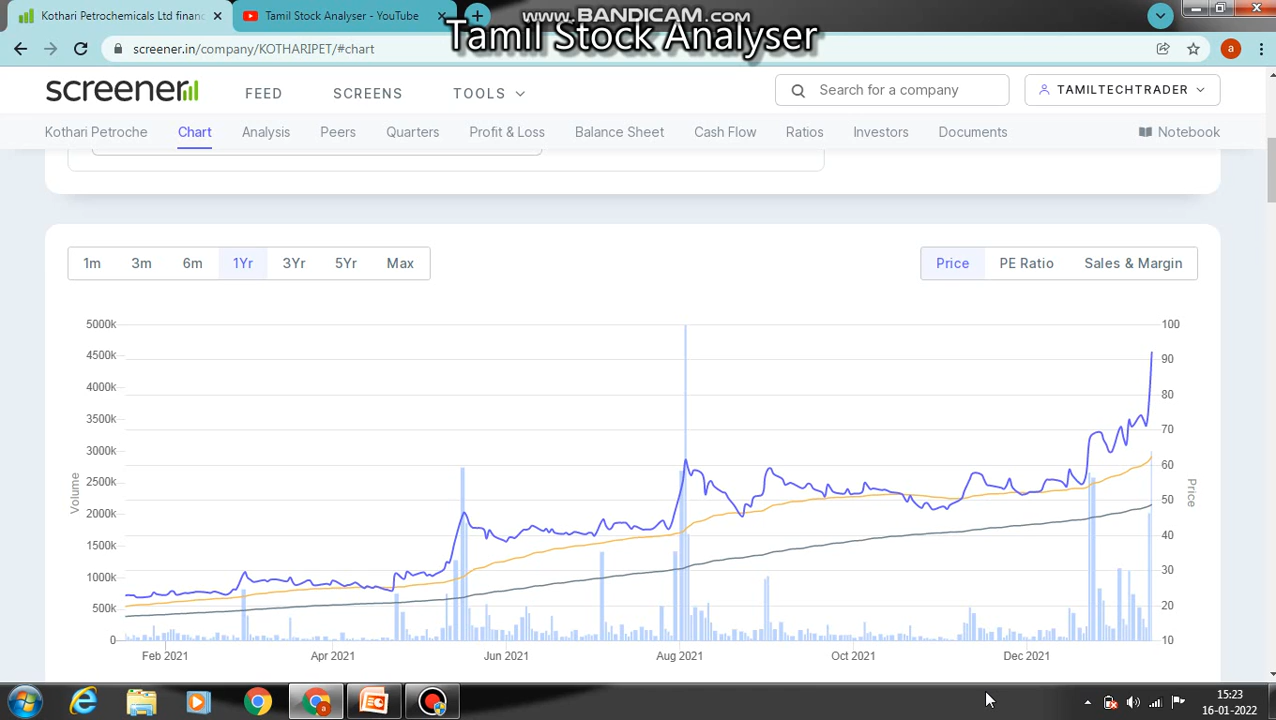 www.BANDICAM.com
Kothari Petrochemicals Ltd finan
Tamil Stock Analyser - YouTube
Tamil Stock Analyser
screener.in/company/KOTHARIPET/#chart
a
screener
FEED
SCREENS
TOOLS
Search for a company
TAMILTECHTRADER
Kothari Petroche
Chart
Analysis
Peers
Quarters
Profit & Loss
Balance Sheet
Cash Flow
Ratios
Investors
Documents
Notebook
1m
3m
6m
1Yr
3Yr
5Yr
Max
Price
PE Ratio
Sales & Margin
5000k
4500k
4000k
3500k
3000k
2500k
2000k
1500k
1000k
500k
0
Volume
100
90
80
70
60
50
40
30
20
10
Price
Feb 2021
Apr 2021
Jun 2021
Aug 2021
Oct 2021
Dec 2021
15:23
16-01-2022